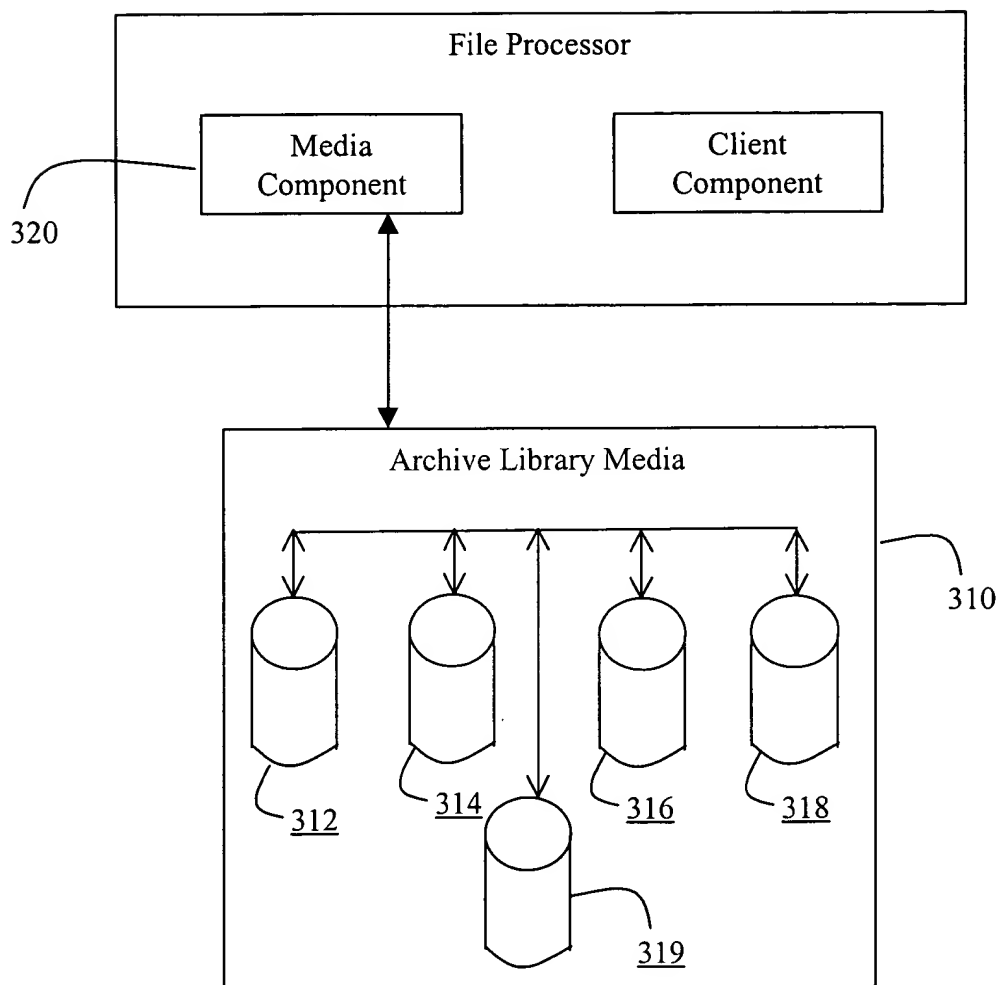 File Processor
Media
Component
Client
Component
320
Archive Library Media
310
312
314
316
318
319